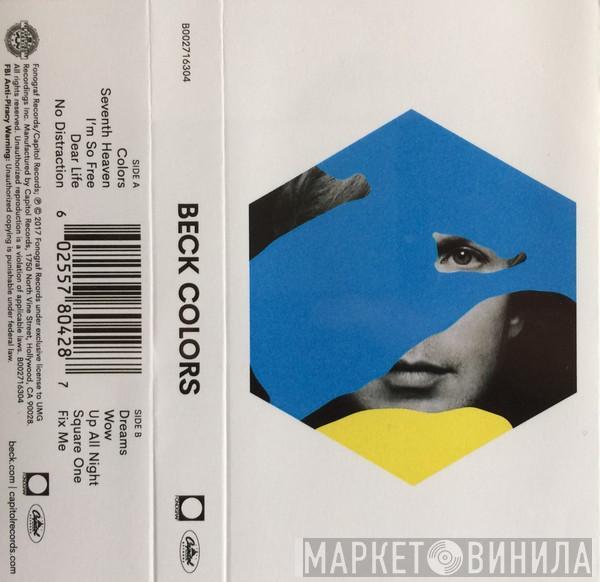 B002716304
BECK COLORS
FONOGRAF
Capitol
SIDE A
Colors
Seventh Heaven
I'm So Free
Dear Life
No Distraction
6 02557 80428 7
SIDE B
Dreams
Wow
Up All Night
Square One
Fix Me
Fonograf Records/Capitol Records; ℗ © 2017 Fonograf Records under exclusive license to UMG
Recordings Inc. Manufactured by Capitol Records, 1750 North Vine Street, Hollywood, CA 90028.
All rights reserved. Unauthorized reproduction is a violation of applicable laws. B002716304
FBI Anti-Piracy Warning: Unauthorized copying is punishable under federal law.
Capitol
beck.com | capitolrecords.com
МАРКЕТ ВИНИЛА